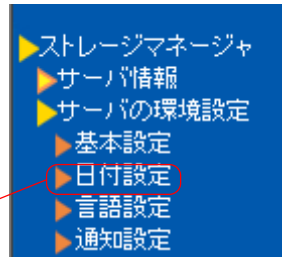 ストレージマネージャ
サーバ情報
サーバの環境設定
基本設定
日付設定
言語設定
通知設定